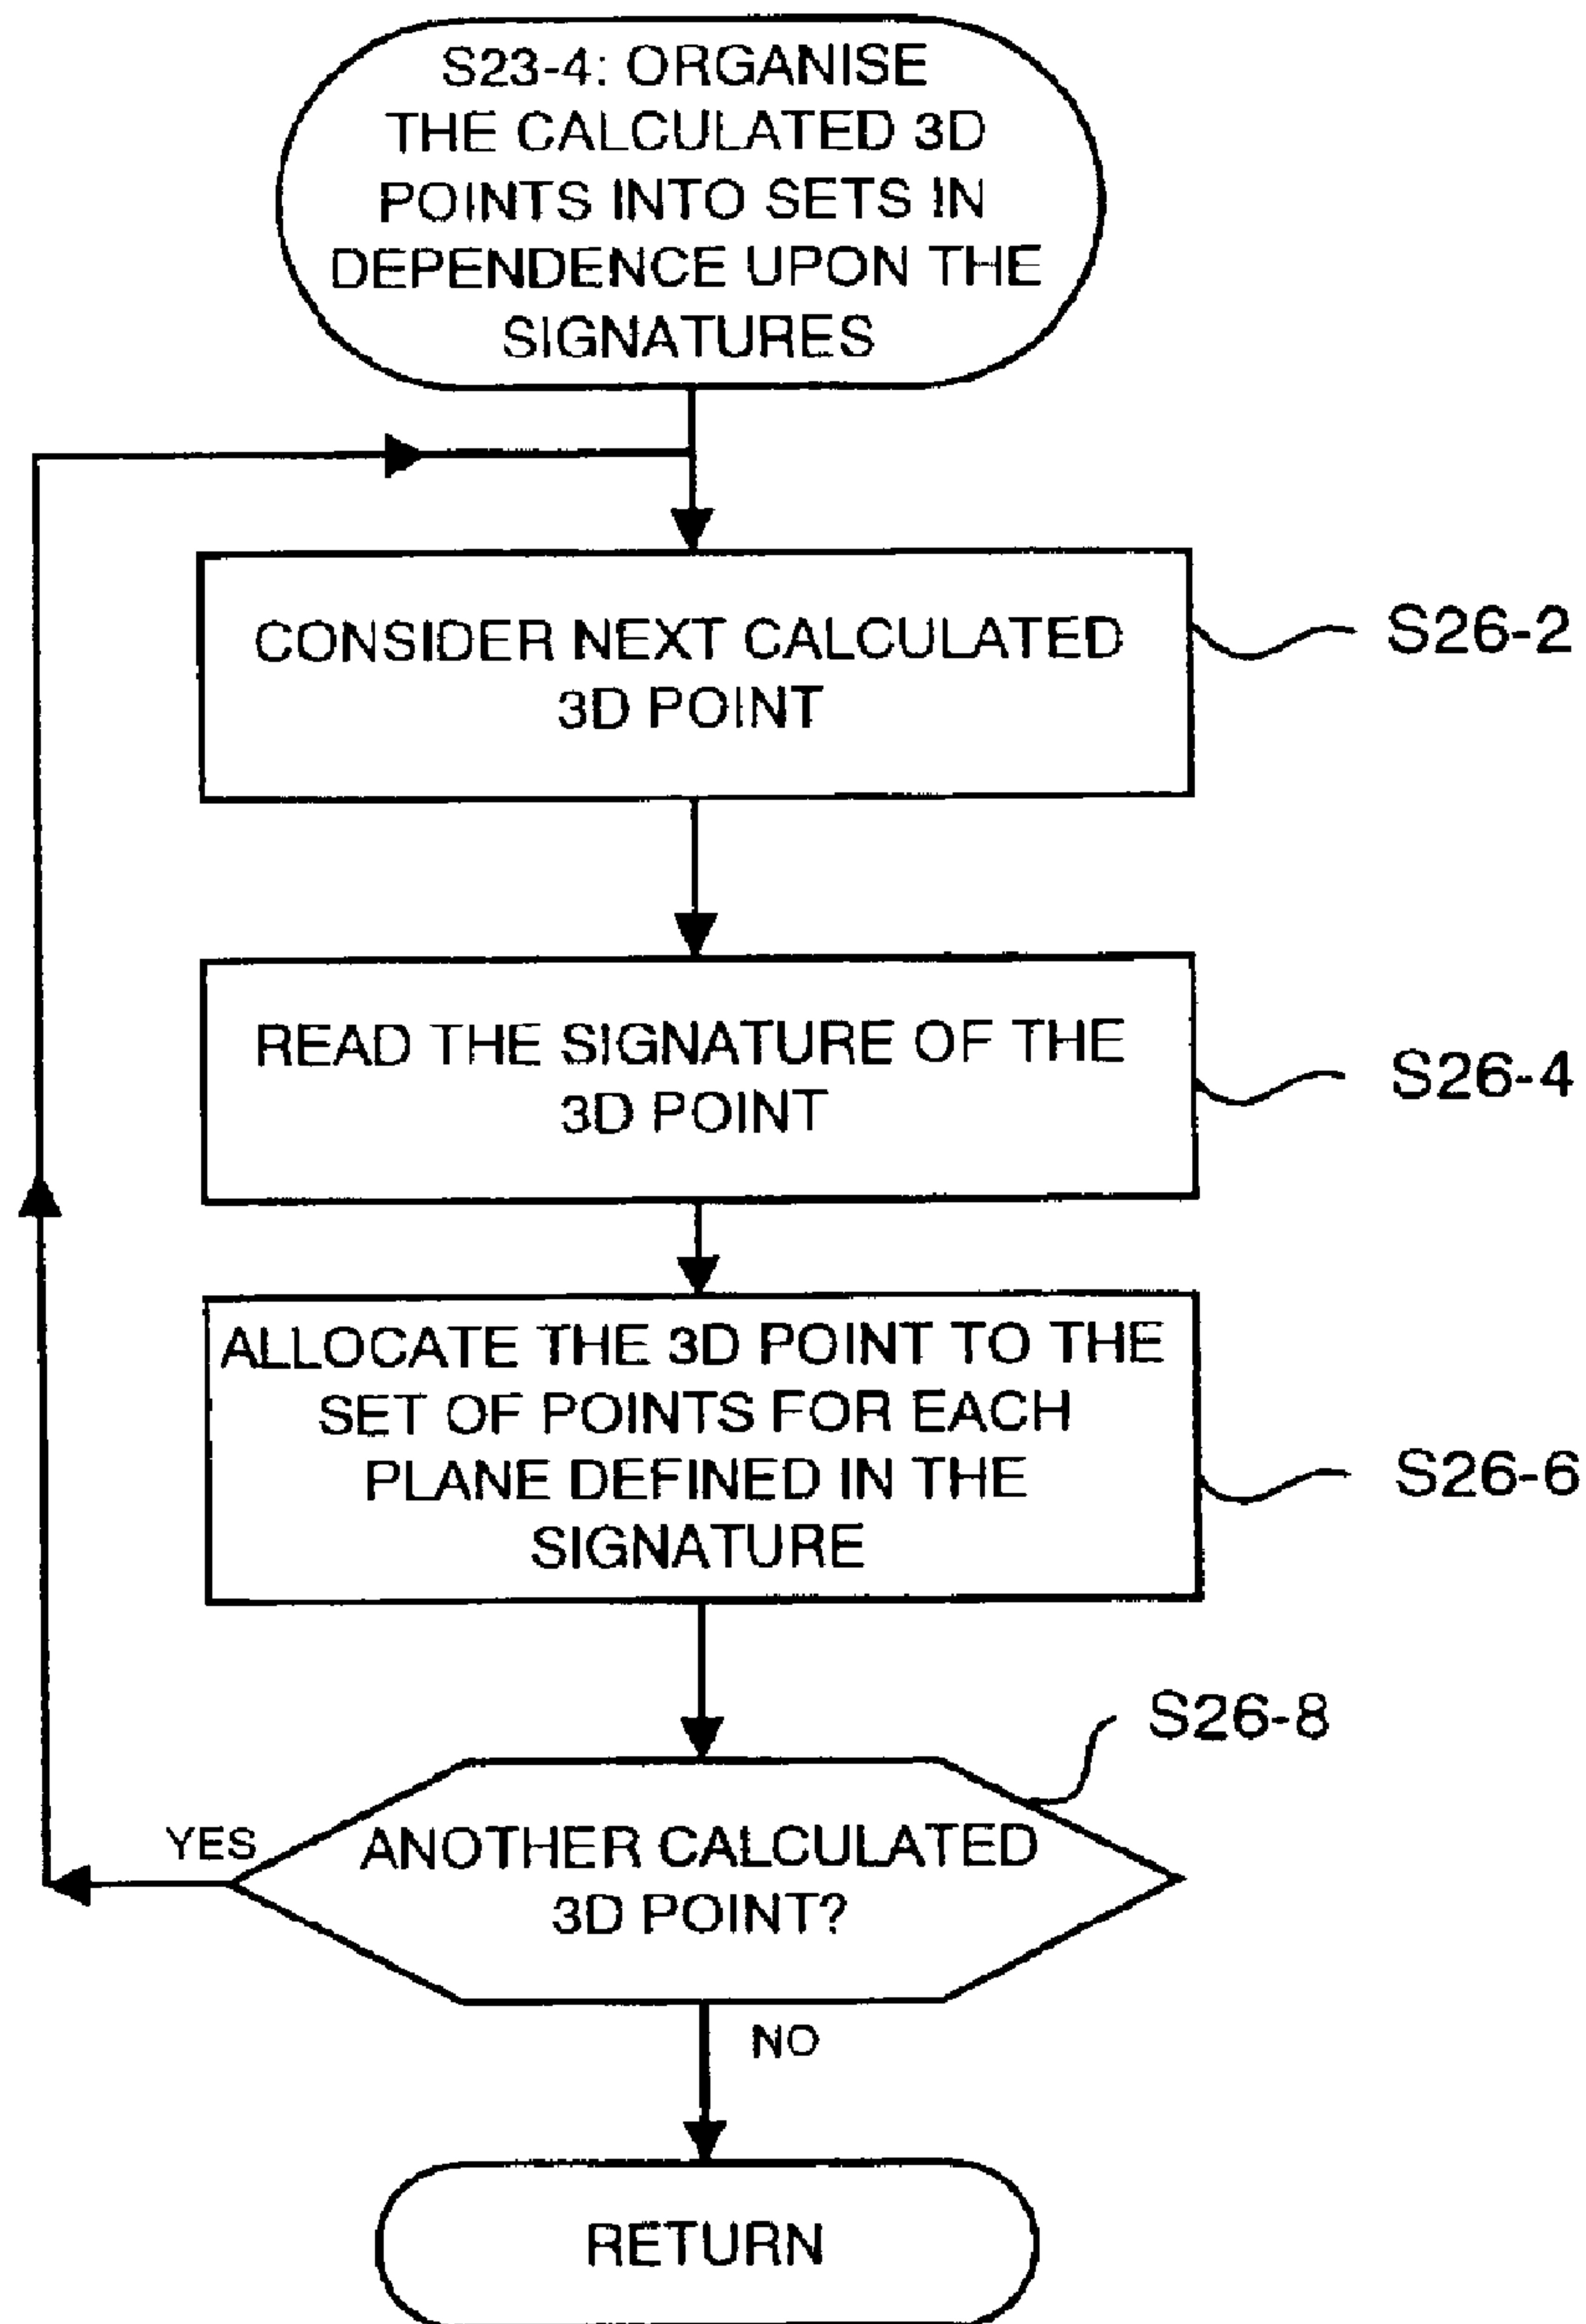 S23-4: ORGANISE
THE CALCULATED 3D
POINTS INTO SETS IN
DEPENDENCE UPON THE
SIGNATURES
CONSIDER NEXT CALCULATED
3D POINT
S26-2
READ THE SIGNATURE OF THE
3D POINT
S26-4
ALLOCATE THE 3D POINT TO THE
SET OF POINTS FOR EACH
PLANE DEFINED IN THE
SIGNATURE
S26-6
S26-8
YES
ANOTHER CALCULATED
3D POINT?
NO
RETURN